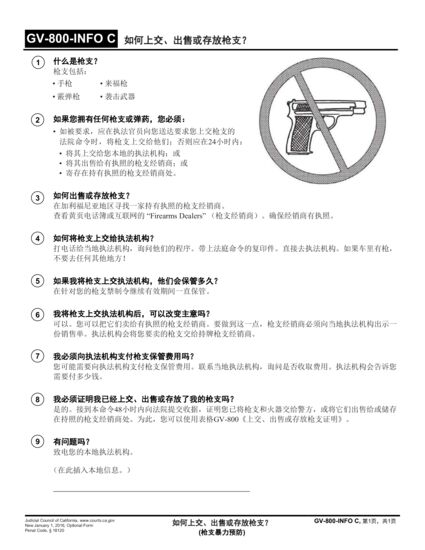 GV-800-INFO C 如何上交、出售或存放枪支？
1 什么是枪支？
枪支包括：
• 手枪 • 来福枪
• 霰弹枪 • 袭击武器
2 如果您拥有任何枪支或弹药，您必须：
• 如被要求，应在执法官员向您送达要求您上交枪支的
法院命令时，将枪支上交给他们；否则应在24小时内：
• 将其上交给您本地的执法机构；或
• 将其出售给有执照的枪支经销商；或
• 寄存在持有执照的枪支经销商处。
3 如何出售或存放枪支？
在加利福尼亚地区寻找一家持有执照的枪支经销商。
查看黄页电话簿或互联网的 “Firearms Dealers” （枪支经销商）。确保经销商有执照。
4 如何将枪支上交给执法机构？
打电话给当地执法机构，询问他们的程序。带上法庭命令的复印件。直接去执法机构。如果车里有枪，
不要去任何其他地方！
5 如果我将枪支上交执法机构，他们会保管多久？
在针对您的枪支禁制令继续有效期间一直保管。
6 我将枪支上交执法机构后，可以改变主意吗？
可以。您可以把它们卖给有执照的枪支经销商。要做到这一点，枪支经销商必须向当地执法机构出示一
份销售单。执法机构会将您要卖的枪支交给持牌枪支经销商。
7 我必须向执法机构支付枪支保管费用吗？
您可能需要向执法机构支付枪支保管费用。联系当地执法机构，询问是否收取费用。执法机构会告诉您
需要付多少钱。
8 我必须证明我已经上交、出售或存放了我的枪支吗？
是的。接到本命令48小时内向法院提交收据，证明您已将枪支和火器交给警方，或将它们出售给或储存
在持照的枪支经销商处。为此，您可以使用表格GV-800《上交、出售或存放枪支证明》。
9 有问题吗？
致电您的本地执法机构。
（在此插入本地信息。）
Judicial Council of California, www.courts.ca.gov
New January 1, 2016, Optional Form
Penal Code, § 18120
如何上交、出售或存放枪支？
(枪支暴力预防)
GV-800-INFO C, 第1页，共1页